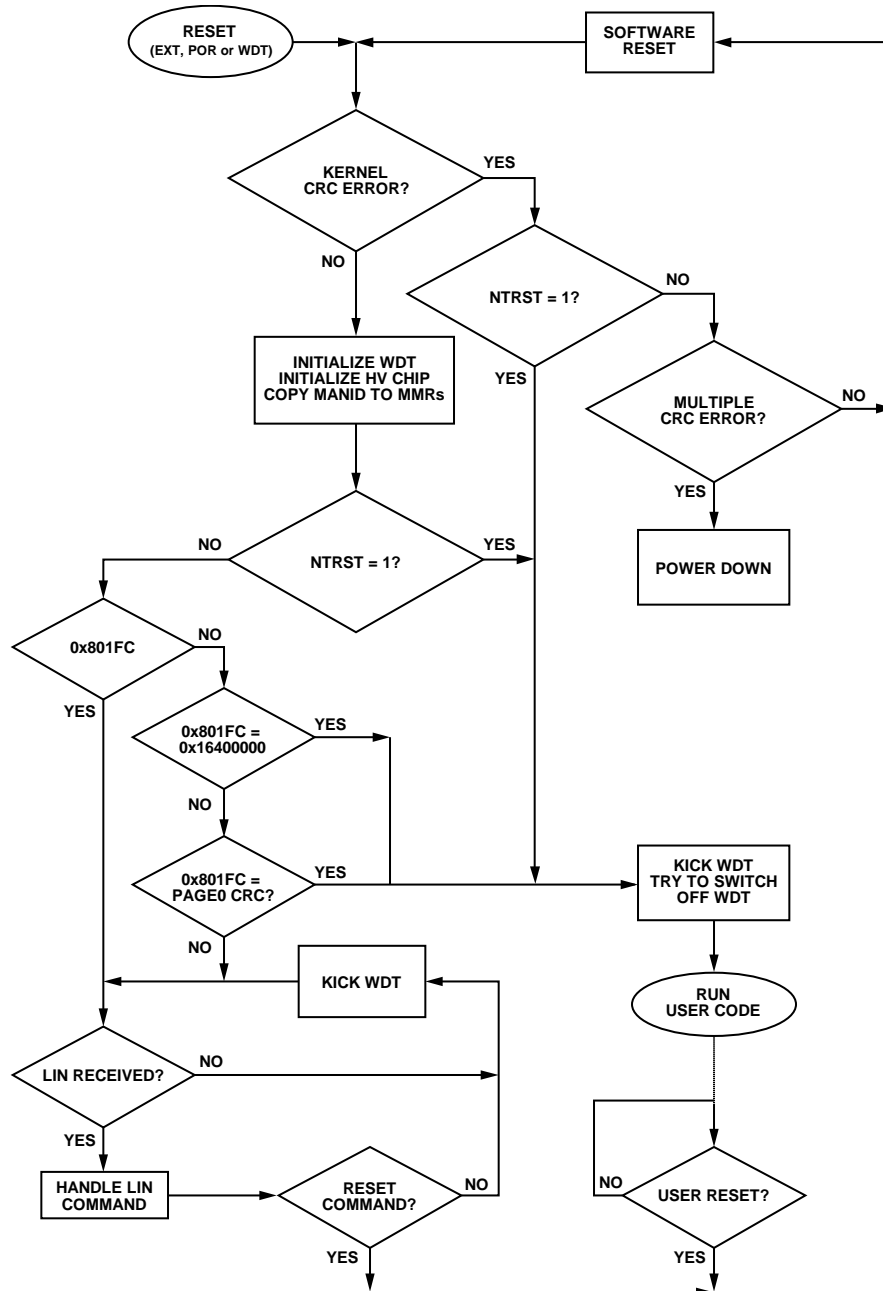 RESET
(EXT, POR or WDT)
SOFTWARE
RESET
KERNEL
CRC ERROR?
YES
NO
NTRST = 1?
NO
YES
INITIALIZE WDT
INITIALIZE HV CHIP
COPY MANID TO MMRs
MULTIPLE
CRC ERROR?
NO
YES
POWER DOWN
NO
NTRST = 1?
YES
0x801FC
NO
YES
0x801FC =
0x16400000
YES
NO
0x801FC =
PAGE0 CRC?
YES
NO
KICK WDT
TRY TO SWITCH
OFF WDT
KICK WDT
RUN
USER CODE
LIN RECEIVED?
NO
YES
HANDLE LIN
COMMAND
RESET
COMMAND?
NO
YES
NO
USER RESET?
YES